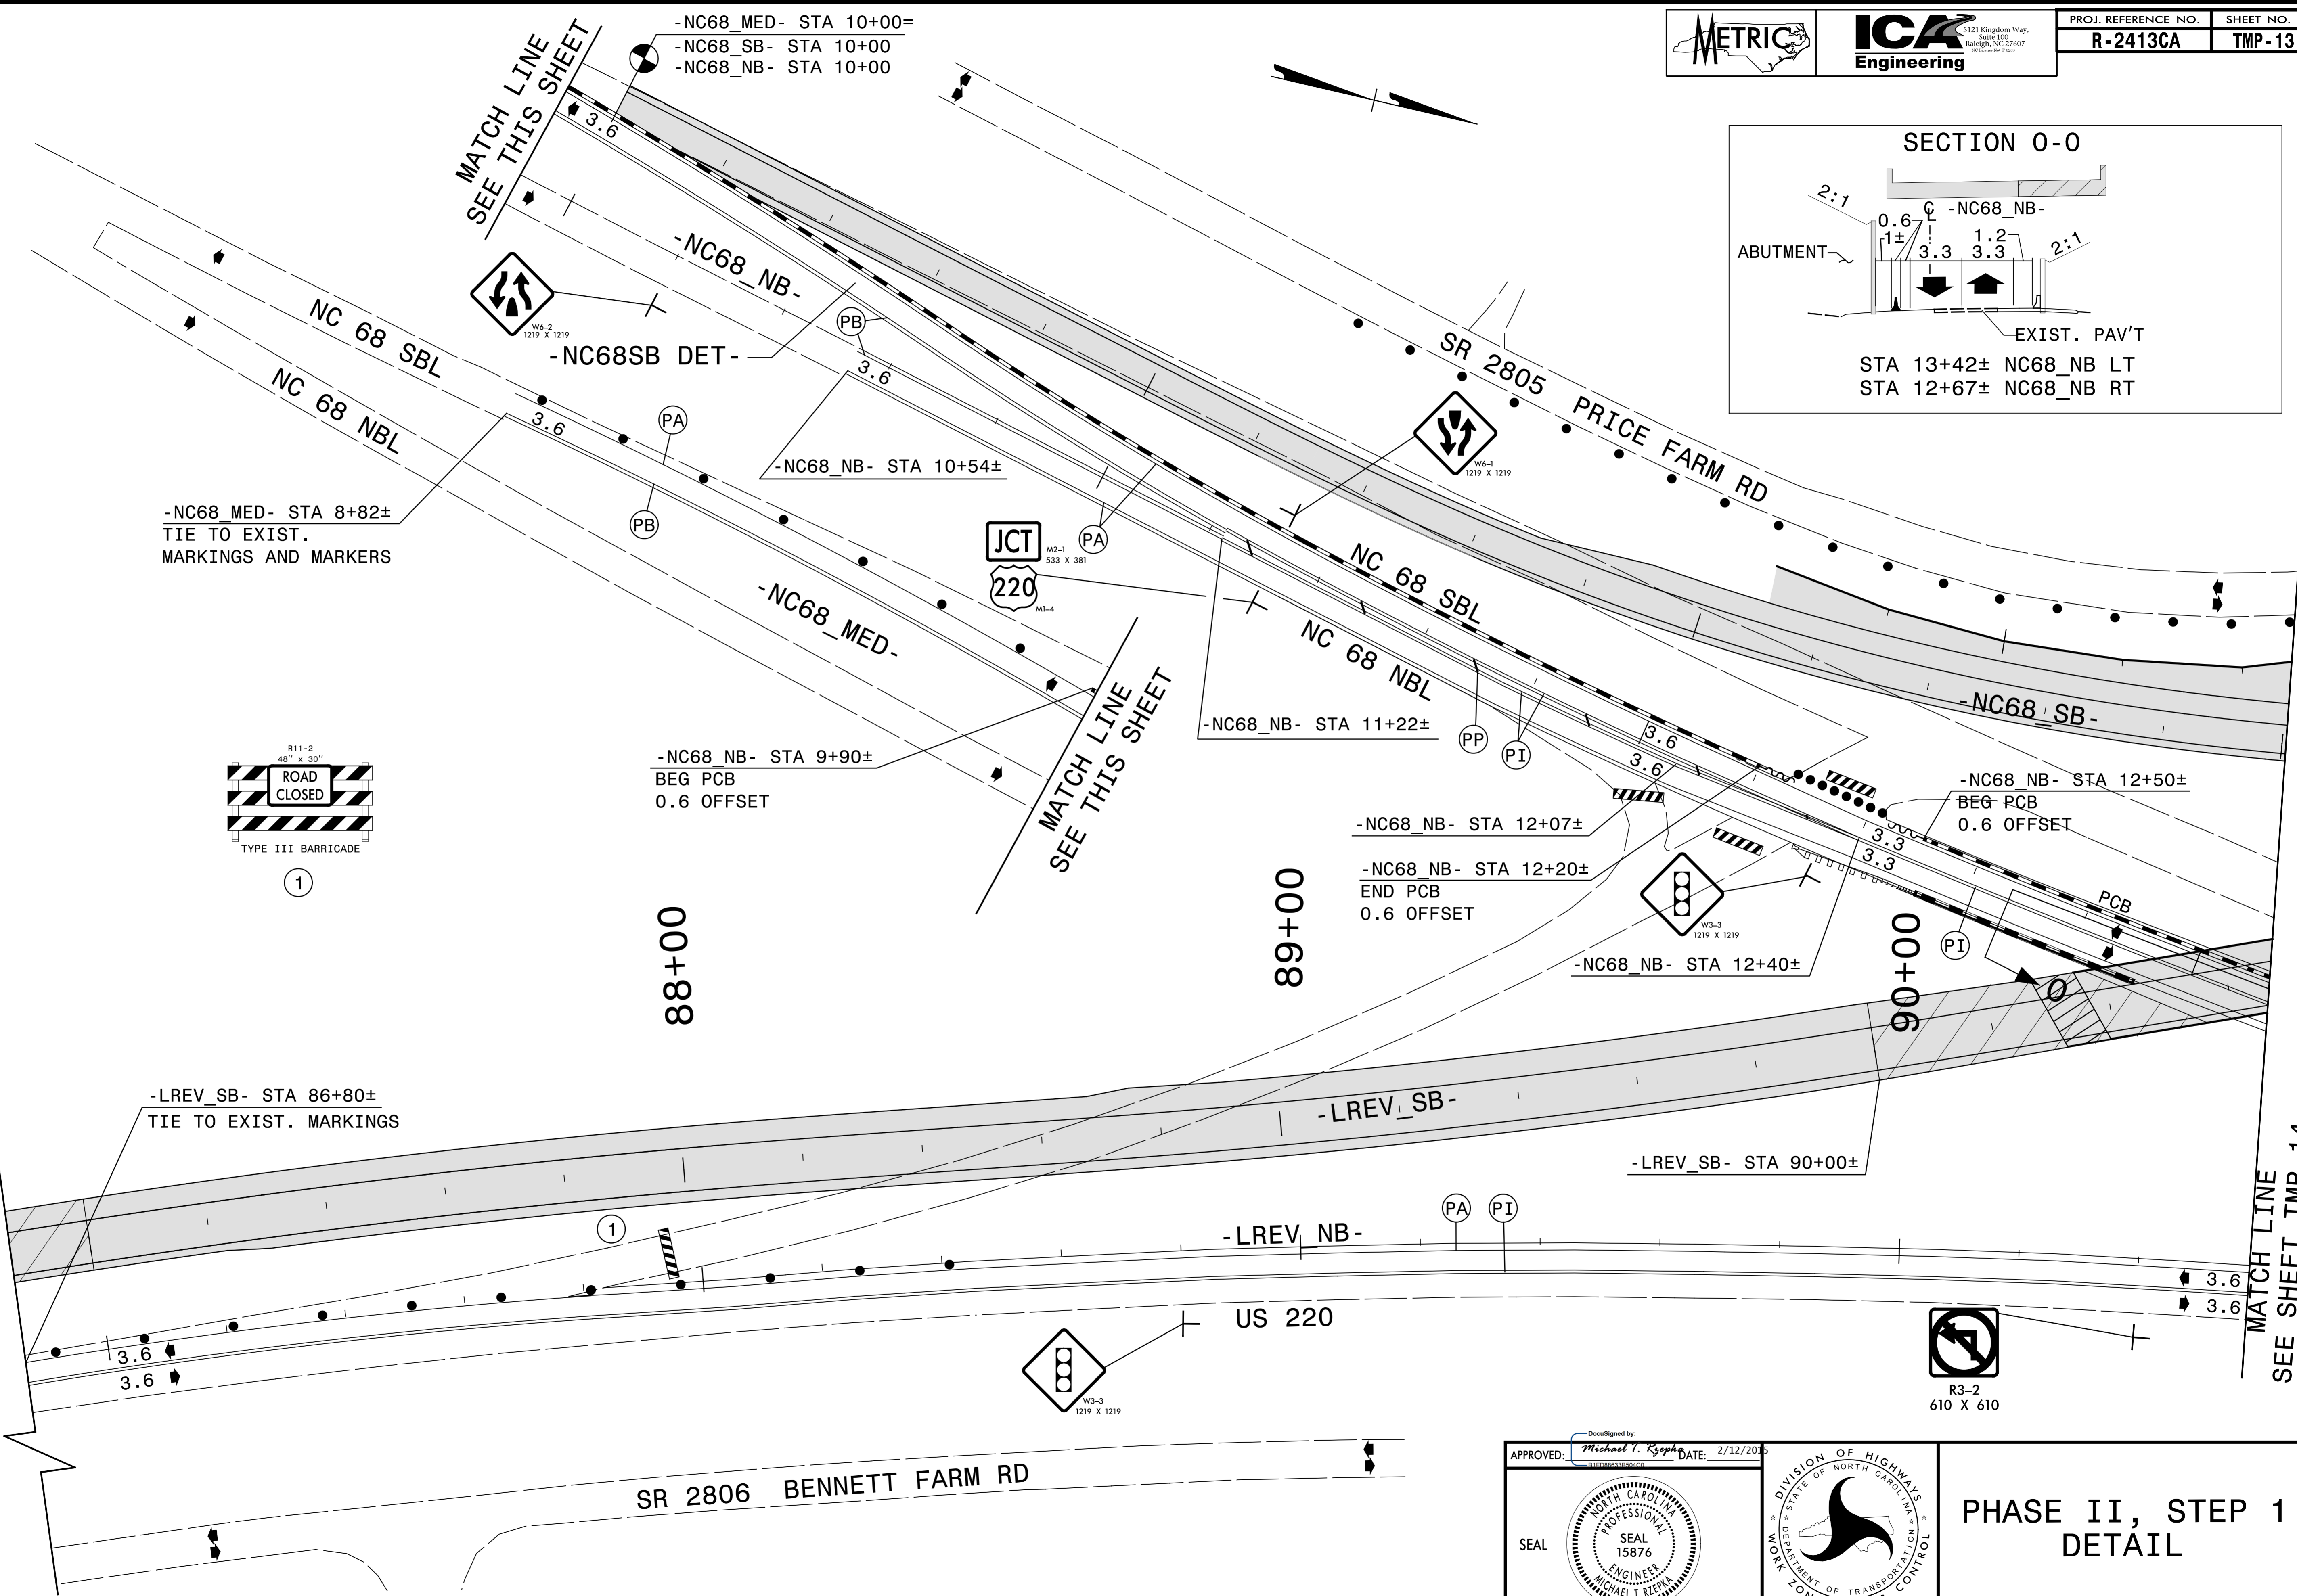 -NC68_MED- STA 10+00=
-NC68_SB- STA 10+00
-NC68_NB- STA 10+00
METRIC
ICA
Engineering
5121 Kingdom Way,
Suite 100
Raleigh, NC 27607
PROJ. REFERENCE NO.
SHEET NO.
R-2413CA
TMP-13
MATCH LINE
SEE THIS SHEET
3.6
SECTION O-O
2:1
0.6
℄ -NC68_NB-
1±
1.2
3.3
3.3
2:1
ABUTMENT
EXIST. PAV'T
STA 13+42± NC68_NB LT
STA 12+67± NC68_NB RT
-NC68_NB-
W6-2
1219 X 1219
-NC68SB DET-
PB
3.6
NC 68 SBL
NC 68 NBL
3.6
PA
PB
-NC68_NB- STA 10+54±
SR 2805 PRICE FARM RD
W6-1
1219 X 1219
-NC68_MED- STA 8+82±
TIE TO EXIST.
MARKINGS AND MARKERS
JCT
M2-1
533 X 381
220
M1-4
PA
NC 68 SBL
NC 68 NBL
-NC68_MED-
MATCH LINE
SEE THIS SHEET
-NC68_SB-
-NC68_NB- STA 11+22±
PP
PI
3.6
3.6
-NC68_NB- STA 9+90±
BEG PCB
0.6 OFFSET
R11-2
48" x 30"
ROAD
CLOSED
TYPE III BARRICADE
1
-NC68_NB- STA 12+50±
BEG PCB
0.6 OFFSET
-NC68_NB- STA 12+07±
-NC68_NB- STA 12+20±
END PCB
0.6 OFFSET
3.3
3.3
W3-3
1219 X 1219
PCB
-NC68_NB- STA 12+40±
PI
O
88+00
89+00
90+00
-LREV_SB- STA 86+80±
TIE TO EXIST. MARKINGS
-LREV_SB-
-LREV_SB- STA 90+00±
1
PA
PI
-LREV_NB-
US 220
3.6
3.6
3.6
3.6
MATCH LINE
SEE SHEET TMP-14
W3-3
1219 X 1219
R3-2
610 X 610
SR 2806 BENNETT FARM RD
APPROVED:
DocuSigned by:
Michael T. Rzepka
DATE:
2/12/2015
SEAL
NORTH CAROLINA
PROFESSIONAL
SEAL
15876
ENGINEER
MICHAEL T RZEPKA
DIVISION OF HIGHWAYS
STATE OF NORTH CAROLINA
DEPARTMENT OF TRANSPORTATION
WORK
CONTROL
PHASE II, STEP 1
DETAIL